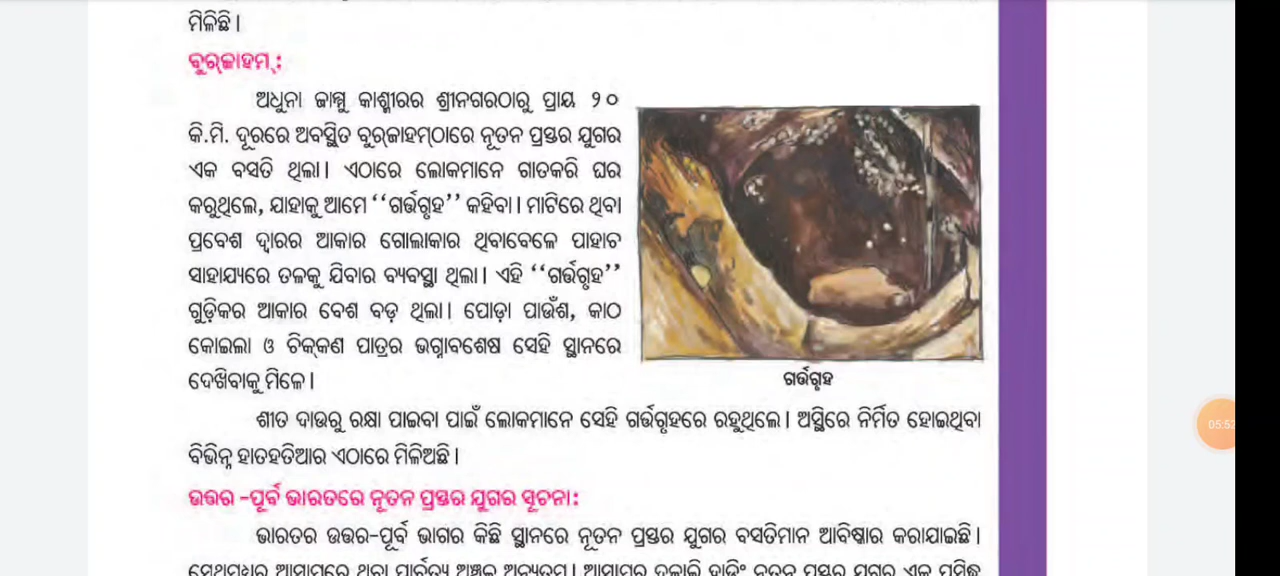 ମିଳିଛି।
ବୁର୍‌ଜାହମ୍‌:
ଅଧୁନା ଜାମ୍ମୁ କାଶ୍ମୀରର ଶ୍ରୀନଗରଠାରୁ ପ୍ରାୟ ୨୦
କି.ମି. ଦୂରରେ ଅବସ୍ଥିତ ବୁର୍‌ଜାହମ୍‌ଠାରେ ନୂତନ ପ୍ରସ୍ତର ଯୁଗର
ଏକ ବସତି ଥିଲା। ଏଠାରେ ଲୋକମାନେ ଗାତକରି ଘର
କରୁଥିଲେ, ଯାହାକୁ ଆମେ ‘‘ଗର୍ତ୍ତଗୃହ’’ କହିବା। ମାଟିରେ ଥିବା
ପ୍ରବେଶ ଦ୍ୱାରର ଆକାର ଗୋଲାକାର ଥିବାବେଳେ ପାହାଚ
ସାହାଯ୍ୟରେ ତଳକୁ ଯିବାର ବ୍ୟବସ୍ଥା ଥିଲା। ଏହି ‘‘ଗର୍ତ୍ତଗୃହ’’
ଗୁଡ଼ିକର ଆକାର ବେଶ ବଡ଼ ଥିଲା। ପୋଡ଼ା ପାଉଁଶ, କାଠ
କୋଇଲା ଓ ଚିକ୍‌କଣ ପାତ୍ରର ଭଗ୍ନାବଶେଷ ସେହି ସ୍ଥାନରେ
ଦେଖିବାକୁ ମିଳେ।
ଗର୍ତ୍ତଗୃହ
ଶୀତ ଦାଉରୁ ରକ୍ଷା ପାଇବା ପାଇଁ ଲୋକମାନେ ସେହି ଗର୍ତ୍ତଗୃହରେ ରହୁଥିଲେ। ଅସ୍ଥିରେ ନିର୍ମିତ ହୋଇଥିବା
ବିଭିନ୍ନ ହାତହତିଆର ଏଠାରେ ମିଳିଅଛି।
ଉତ୍ତର -ପୂର୍ବ ଭାରତରେ ନୂତନ ପ୍ରସ୍ତର ଯୁଗର ସୂଚନା:
ଭାରତର ଉତ୍ତର-ପୂର୍ବ ଭାଗର କିଛି ସ୍ଥାନରେ ନୂତନ ପ୍ରସ୍ତର ଯୁଗର ବସତିମାନ ଆବିଷ୍କାର କରାଯାଇଛି।
05:53